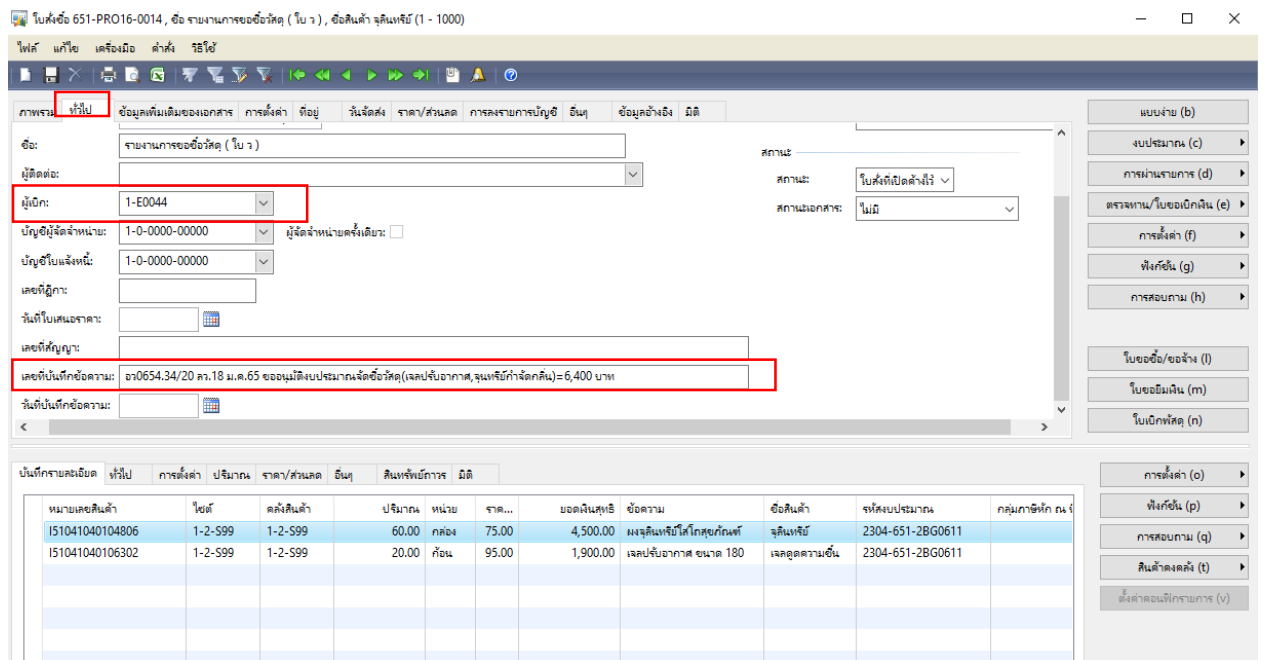 ใบสั่งซื้อ 651-PRO16-0014 , ชื่อ รายงานการขอซื้อวัสดุ ( ใบ ว ) , ชื่อสินค้า จุลินทรีย์ (1 - 1000)
ไฟล์ แก้ไข เครื่องมือ คำสั่ง วิธีใช้
ภาพรวม ทั่วไป ข้อมูลเพิ่มเติมของเอกสาร การตั้งค่า ที่อยู่ วันจัดส่ง ราคา/ส่วนลด การลงรายการบัญชี อื่นๆ ข้อมูลอ้างอิง มิติ
แบบง่าย (b)
ชื่อ: รายงานการขอซื้อวัสดุ ( ใบ ว )
สถานะ
งบประมาณ (c)
ผู้ติดต่อ:
สถานะ: ใบสั่งที่เปิดค้างไว้
การผ่านรายการ (d)
ผู้เบิก: 1-E0044
สถานะเอกสาร: ไม่มี
ตรวจทาน/ใบขอเบิกเงิน (e)
บัญชีผู้จัดจำหน่าย: 1-0-0000-00000 ผู้จัดจำหน่ายครั้งเดียว:
การตั้งค่า (f)
บัญชีใบแจ้งหนี้: 1-0-0000-00000
ฟังก์ชั่น (g)
เลขที่ฎีกา:
การสอบถาม (h)
วันที่ใบเสนอราคา:
เลขที่สัญญา:
ใบขอซื้อ/ขอจ้าง (l)
เลขที่บันทึกข้อความ: อว0654.34/20 ลว.18 ม.ค.65 ขออนุมัติงบประมาณจัดซื้อวัสดุ(เจลปรับอากาศ,จุนทรีย์กำจัดกลิ่น)=6,400 บาท
ใบขอยืมเงิน (m)
วันที่บันทึกข้อความ:
ใบเบิกพัสดุ (n)
บันทึกรายละเอียด ทั่วไป การตั้งค่า ปริมาณ ราคา/ส่วนลด อื่นๆ สินทรัพย์ถาวร มิติ
การตั้งค่า (o)
หมายเลขสินค้า ไซต์ คลังสินค้า ปริมาณ หน่วย ราค... ยอดเงินสุทธิ ข้อความ ชื่อสินค้า รหัสงบประมาณ กลุ่มภาษีหัก ณ
ฟังก์ชั่น (p)
I51041040104806 1-2-S99 1-2-S99 60.00 กล่อง 75.00 4,500.00 ผงจุลินทรีย์ใส่โถสุขภัณฑ์ จุลินทรีย์ 2304-651-2BG0611
การสอบถาม (q)
I51041040106302 1-2-S99 1-2-S99 20.00 ก้อน 95.00 1,900.00 เจลปรับอากาศ ขนาด 180 เจลดูดความชื้น 2304-651-2BG0611
สินค้าคงคลัง (t)
ตั้งค่าคอนฟิกรายการ (v)